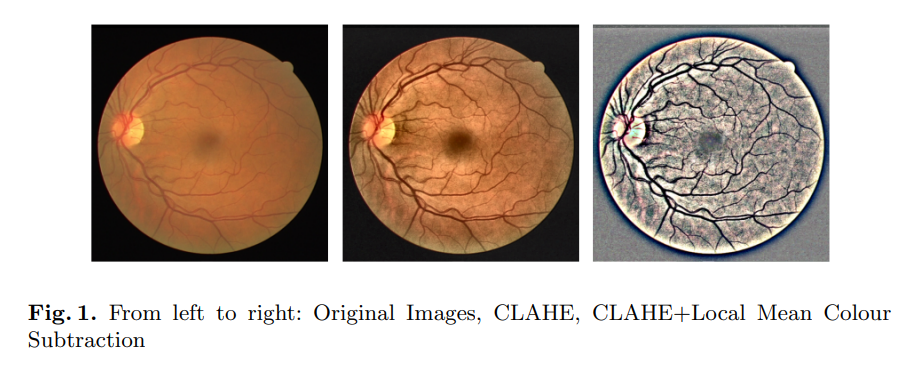 Fig. 1. From left to right: Original Images, CLAHE, CLAHE+Local Mean Colour
Subtraction